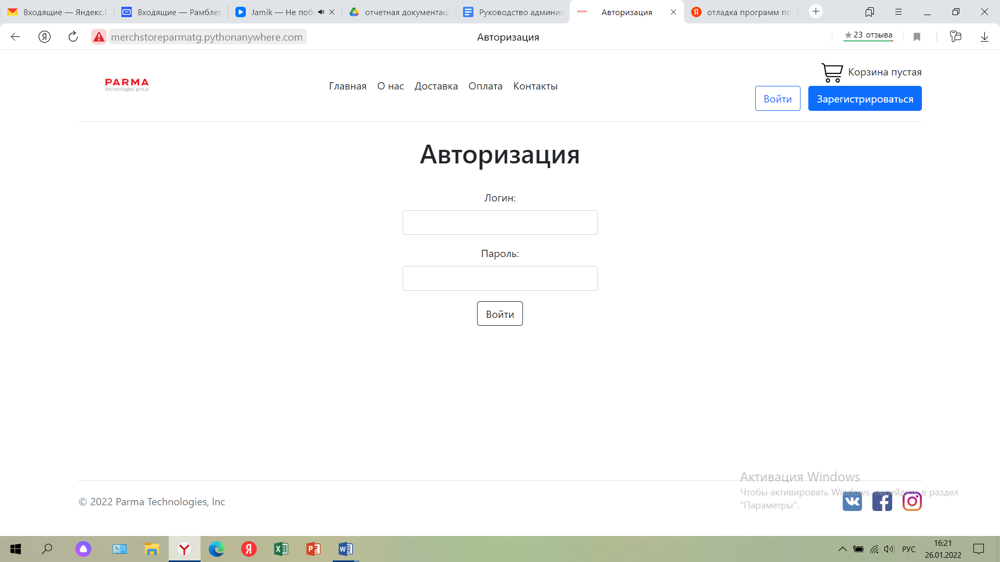 Входящие — Яндекс.П
Входящие — Рамблер
Jamik — Не побь
отчетная документаци
Руководство админис
Авторизация
отладка программ по
merchstoreparmatg.pythonanywhere.com
Авторизация
23 отзыва
PARMA
technologies group
Главная О нас Доставка Оплата Контакты
Корзина пустая
Войти Зарегистрироваться
Авторизация
Логин:
Пароль:
Войти
Активация Windows
Чтобы активировать Windows, перейдите в раздел
"Параметры".
© 2022 Parma Technologies, Inc
РУС
16:21
26.01.2022